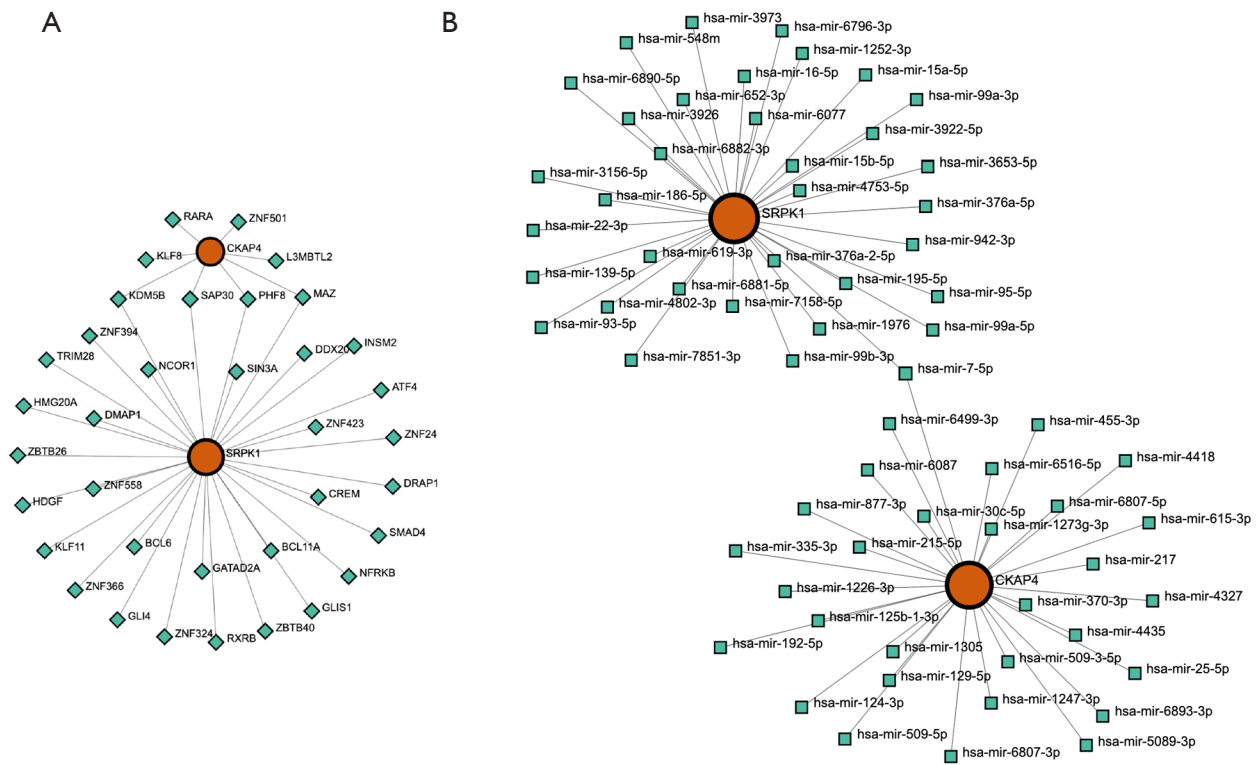 A
RARA
ZNF501
CKAP4
KLF8
L3MBTL2
KDM5B
SAP30
PHF8
MAZ
ZNF394
TRIM28
NCOR1
SIN3A
DDX20
INSM2
HMG20A
DMAP1
ATF4
ZNF423
ZNF24
ZBTB26
SRPK1
HDGF
ZNF558
CREM
DRAP1
SMAD4
KLF11
BCL6
BCL11A
GATAD2A
NFRKB
ZNF366
GLIS1
GLI4
ZNF324
RXRB
ZBTB40
B
hsa-mir-3973
hsa-mir-6796-3p
hsa-mir-548m
hsa-mir-1252-3p
hsa-mir-6890-5p
hsa-mir-16-5p
hsa-mir-15a-5p
hsa-mir-652-3p
hsa-mir-99a-3p
hsa-mir-3926
hsa-mir-6077
hsa-mir-3922-5p
hsa-mir-6882-3p
hsa-mir-15b-5p
hsa-mir-3653-5p
hsa-mir-3156-5p
hsa-mir-186-5p
hsa-mir-4753-5p
hsa-mir-376a-5p
SRPK1
hsa-mir-22-3p
hsa-mir-942-3p
hsa-mir-619-3p
hsa-mir-376a-2-5p
hsa-mir-139-5p
hsa-mir-195-5p
hsa-mir-6881-5p
hsa-mir-95-5p
hsa-mir-4802-3p
hsa-mir-7158-5p
hsa-mir-93-5p
hsa-mir-1976
hsa-mir-99a-5p
hsa-mir-7851-3p
hsa-mir-99b-3p
hsa-mir-7-5p
hsa-mir-6499-3p
hsa-mir-455-3p
hsa-mir-6087
hsa-mir-6516-5p
hsa-mir-4418
hsa-mir-877-3p
hsa-mir-30c-5p
hsa-mir-6807-5p
hsa-mir-1273g-3p
hsa-mir-615-3p
hsa-mir-335-3p
hsa-mir-215-5p
hsa-mir-217
CKAP4
hsa-mir-1226-3p
hsa-mir-370-3p
hsa-mir-4327
hsa-mir-125b-1-3p
hsa-mir-4435
hsa-mir-192-5p
hsa-mir-1305
hsa-mir-509-3-5p
hsa-mir-25-5p
hsa-mir-129-5p
hsa-mir-124-3p
hsa-mir-1247-3p
hsa-mir-6893-3p
hsa-mir-509-5p
hsa-mir-5089-3p
hsa-mir-6807-3p